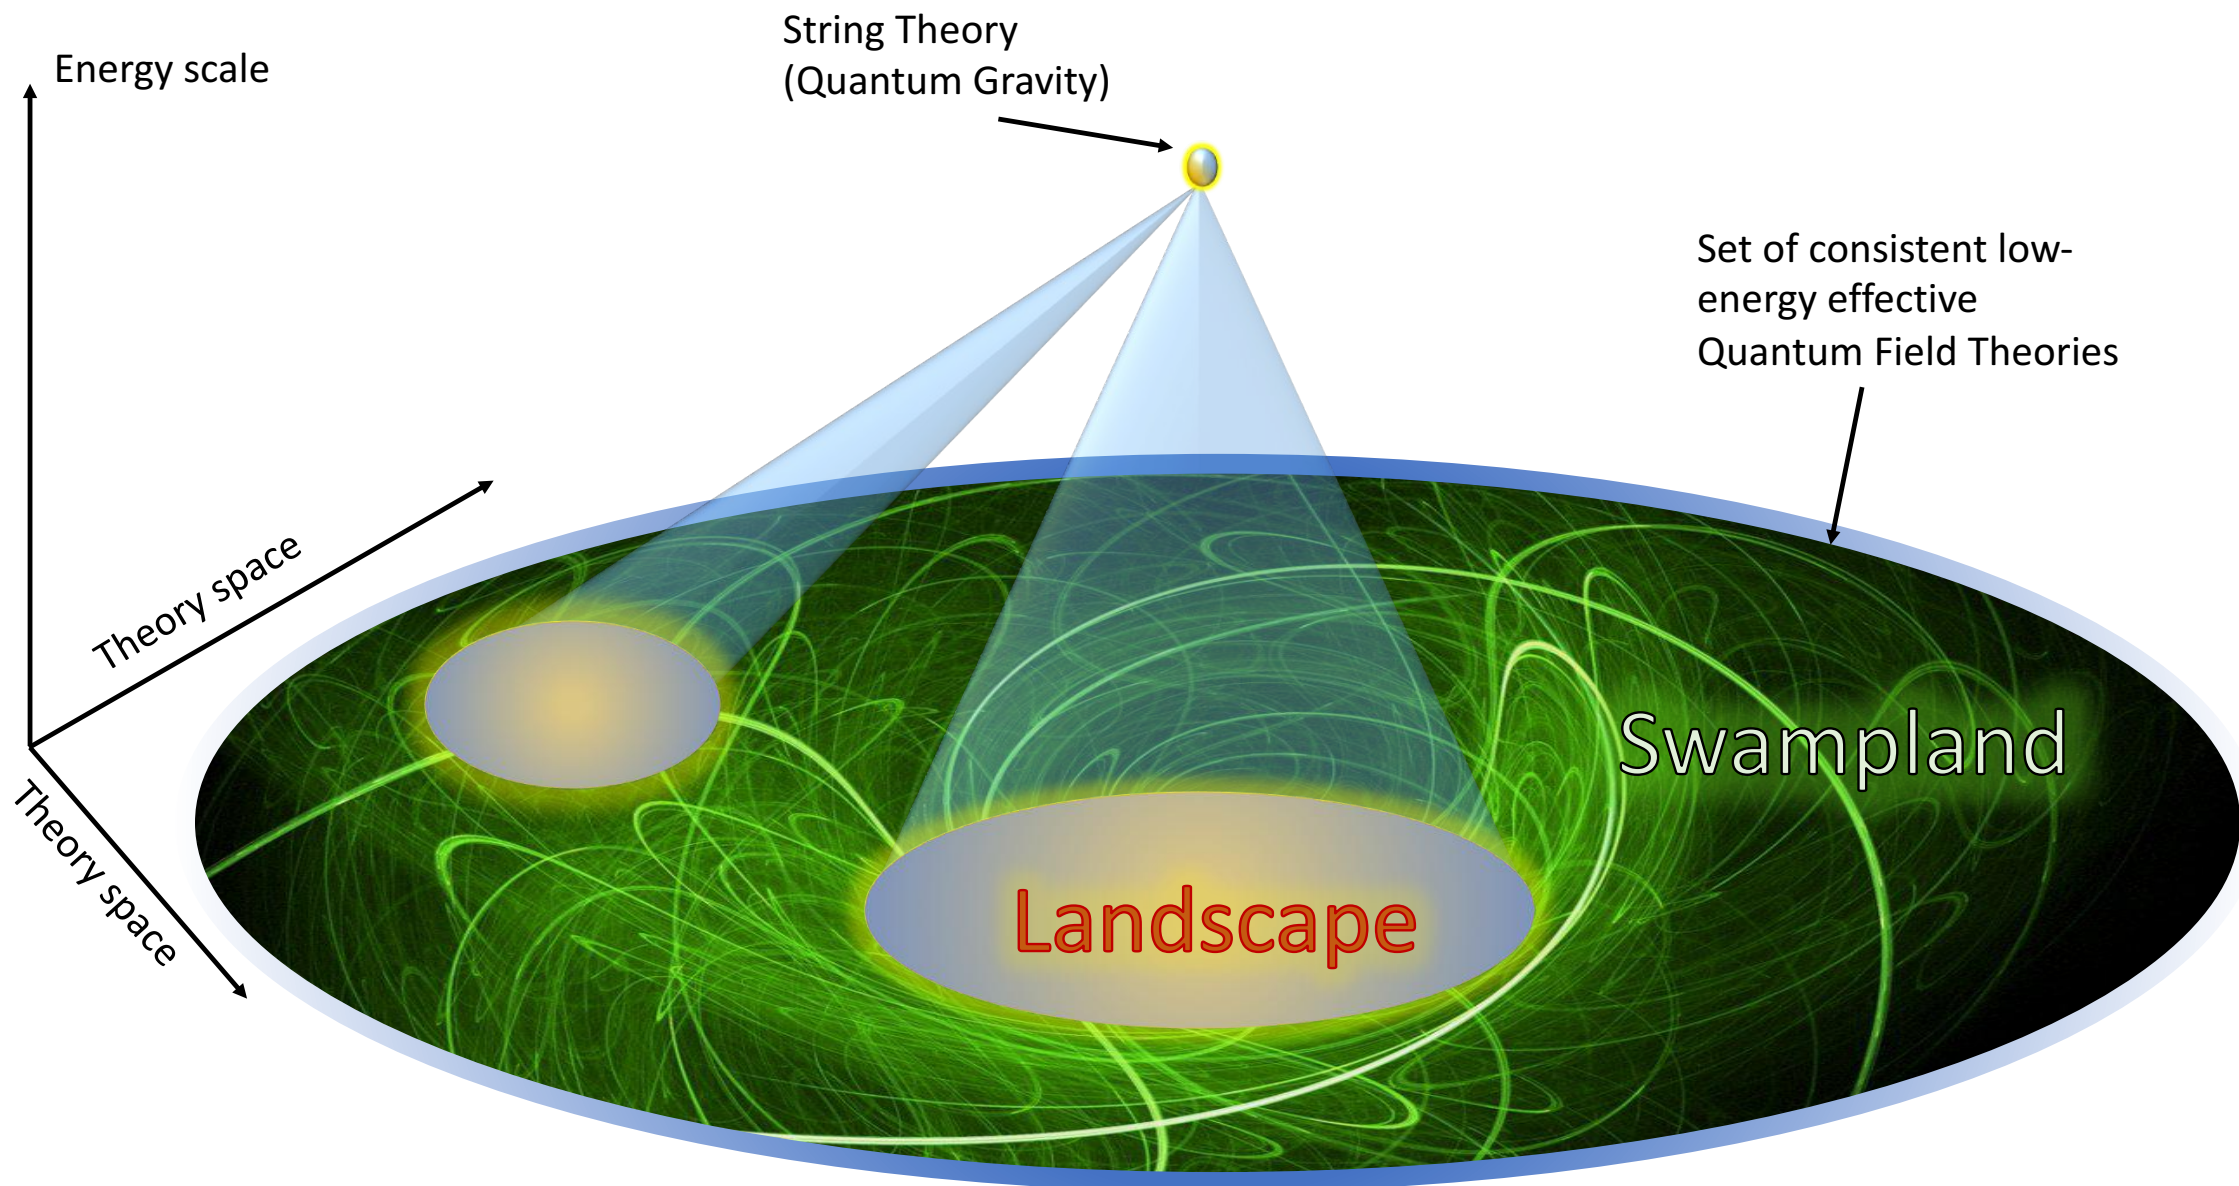 String Theory
(Quantum Gravity)
Energy scale
Set of consistent low-
energy effective
Quantum Field Theories
Theory space
Swampland
Theory space
Landscape